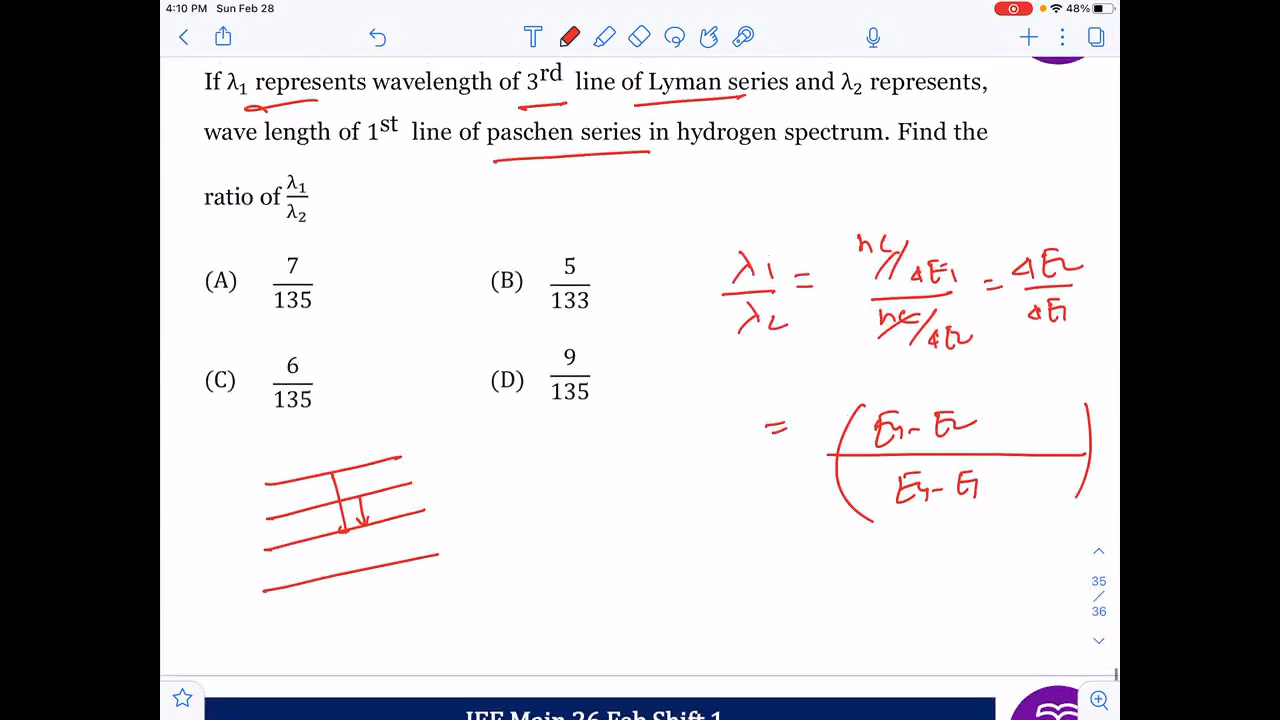 4:10 PM Sun Feb 28
48%
If λ₁ represents wavelength of 3rd line of Lyman series and λ₂ represents,
wave length of 1st line of paschen series in hydrogen spectrum. Find the
ratio of λ₁/λ₂
(A) 7/135
(B) 5/133
(C) 6/135
(D) 9/135
λ1/λ2 = (hc/ΔE1)/(hc/ΔE2) = ΔE2/ΔE1
= ((E4-E2)/(E4-E1))
35
/
36
JEE Main 26 Feb Shift 1